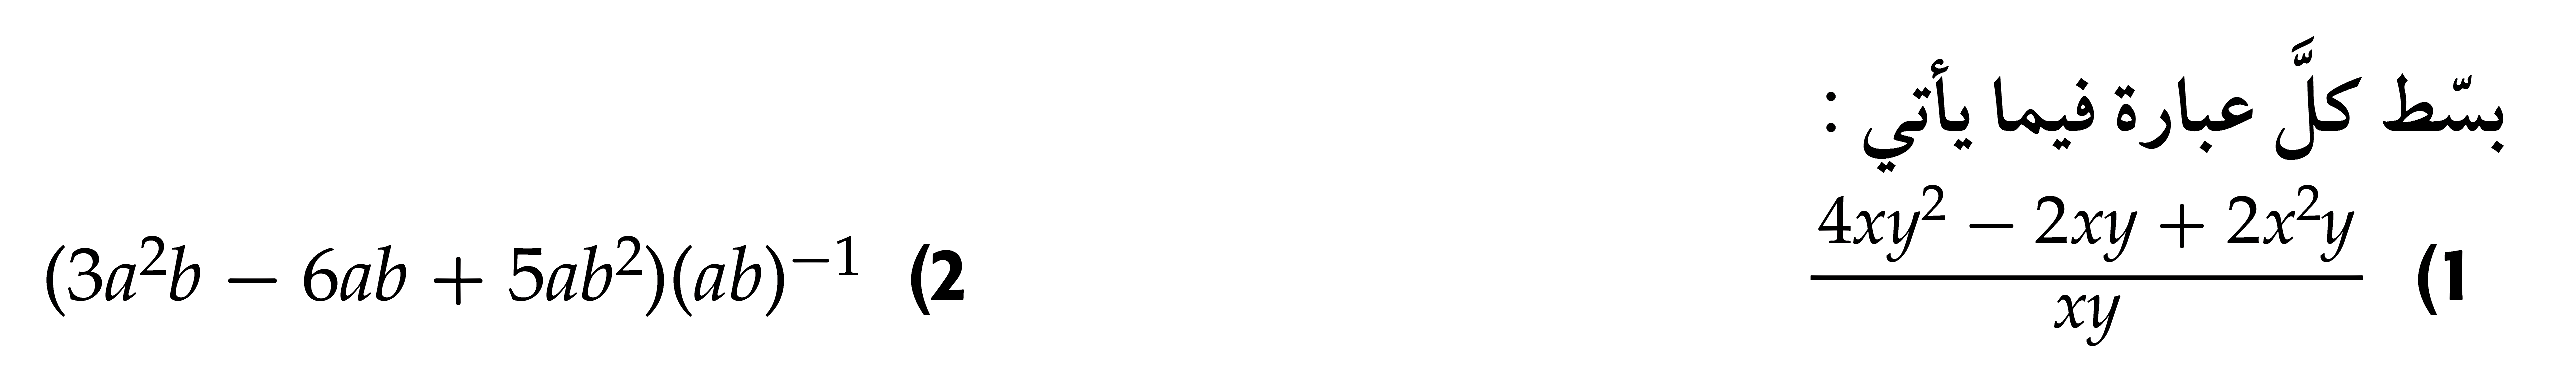 بسّط كلَّ عبارة فيما يأتي :
(1 \frac{4xy^2 - 2xy + 2x^2y}{xy}
(2 (3a^2b - 6ab + 5ab^2)(ab)^{-1}